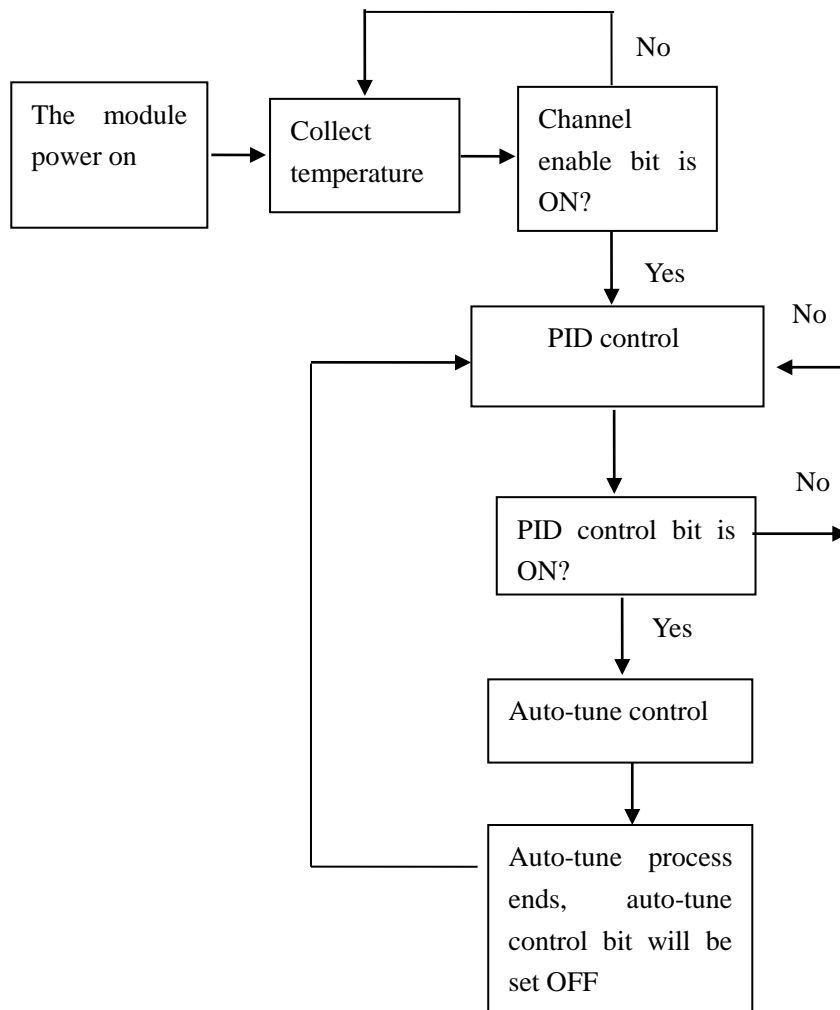 No
The module
power on
Collect
temperature
Channel
enable bit is
ON?
Yes
No
PID control
No
PID control bit is
ON?
Yes
Auto-tune control
Auto-tune process
ends, auto-tune
control bit will be
set OFF